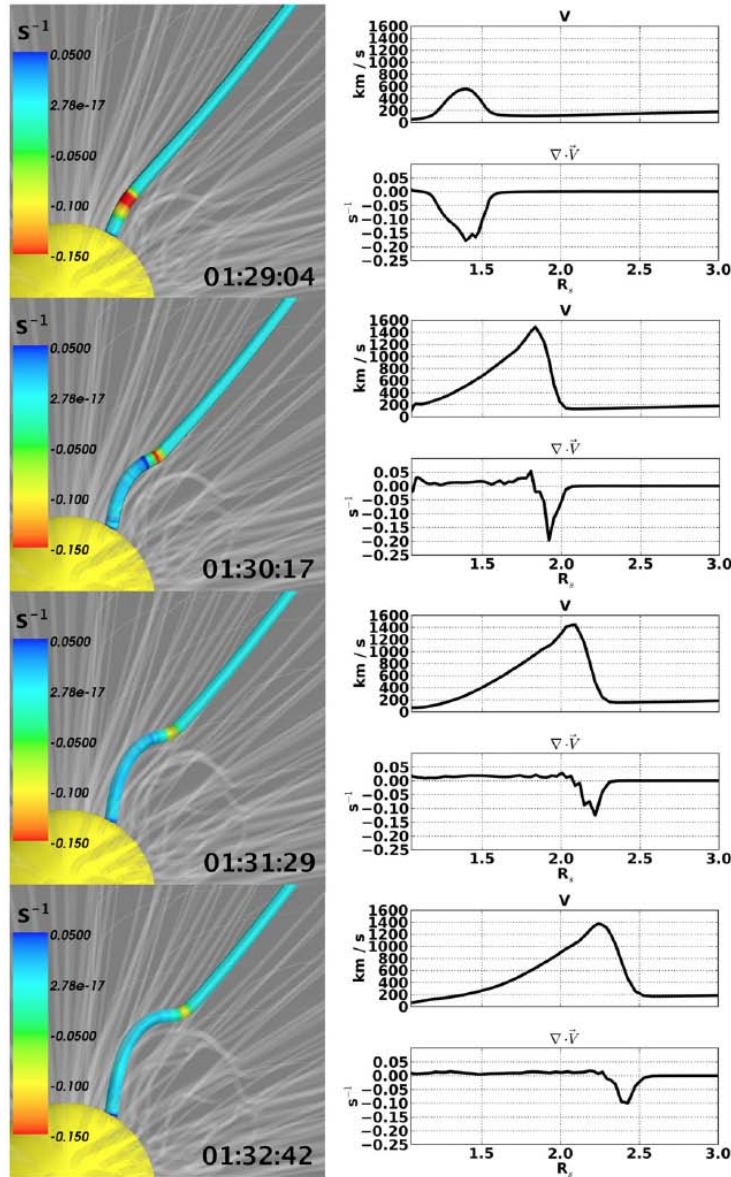 S⁻¹
0.0500
2.78e-17
-0.0500
-0.100
-0.150
01:29:04
V
km / s
1600
1400
1200
1000
800
600
400
200
0
∇·V⃗
s⁻¹
0.05
0.00
−0.05
−0.10
−0.15
−0.20
−0.25
1.5 2.0 2.5 3.0
Rₛ
S⁻¹
0.0500
2.78e-17
-0.0500
-0.100
-0.150
01:30:17
V
km / s
1600
1400
1200
1000
800
600
400
200
0
∇·V⃗
s⁻¹
0.05
0.00
−0.05
−0.10
−0.15
−0.20
−0.25
1.5 2.0 2.5 3.0
Rₛ
S⁻¹
0.0500
2.78e-17
-0.0500
-0.100
-0.150
01:31:29
V
km / s
1600
1400
1200
1000
800
600
400
200
0
∇·V⃗
s⁻¹
0.05
0.00
−0.05
−0.10
−0.15
−0.20
−0.25
1.5 2.0 2.5 3.0
Rₛ
S⁻¹
0.0500
2.78e-17
-0.0500
-0.100
-0.150
01:32:42
V
km / s
1600
1400
1200
1000
800
600
400
200
0
∇·V⃗
s⁻¹
0.05
0.00
−0.05
−0.10
−0.15
−0.20
−0.25
1.5 2.0 2.5 3.0
Rₛ